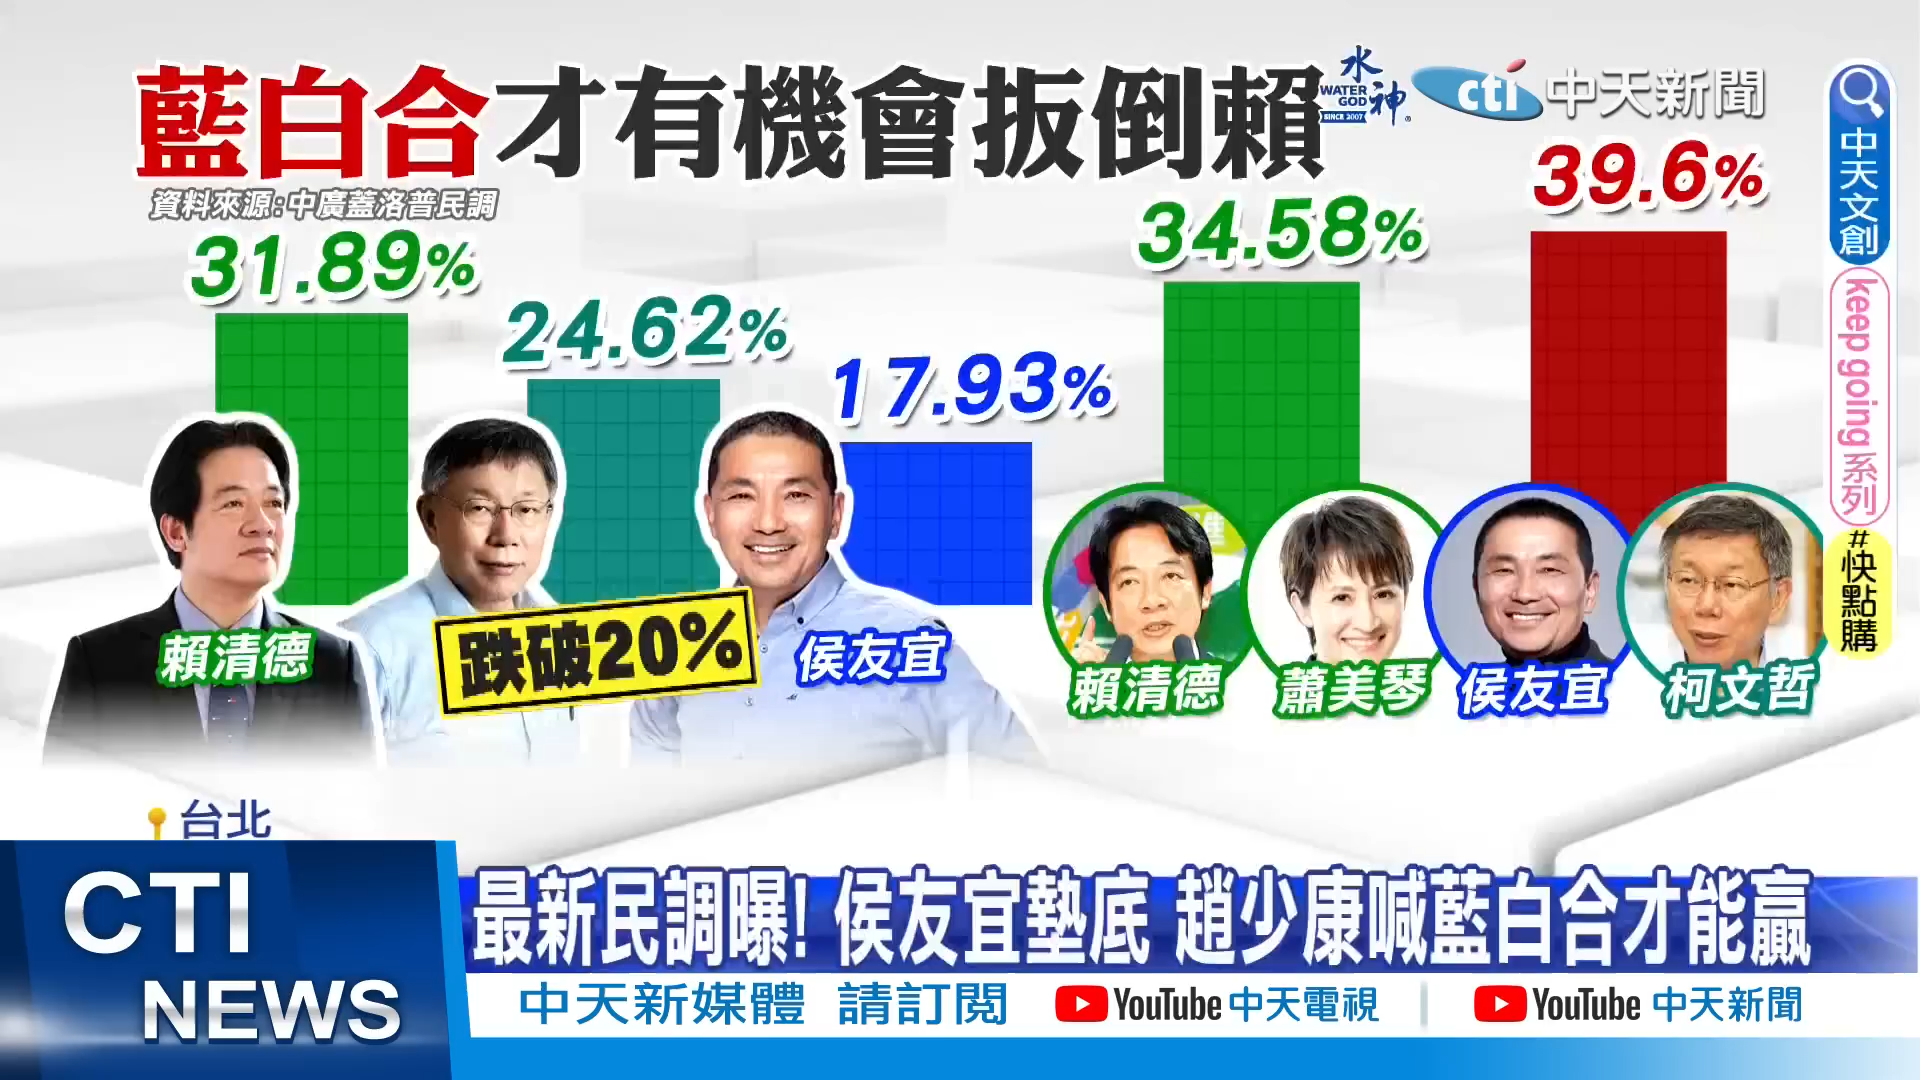 藍白合才有機會扳倒賴
水神
WATER GOD
SINCE 2007
cti 中天新聞
資料來源:中廣蓋洛普民調
31.89%
24.62%
17.93%
34.58%
39.6%
賴清德
跌破20%
侯友宜
賴清德
蕭美琴
侯友宜
柯文哲
中天文創
keep going系列
#快點購
台北
CTI NEWS
最新民調曝! 侯友宜墊底 趙少康喊藍白合才能贏
中天新媒體 請訂閱 YouTube 中天電視 | YouTube 中天新聞